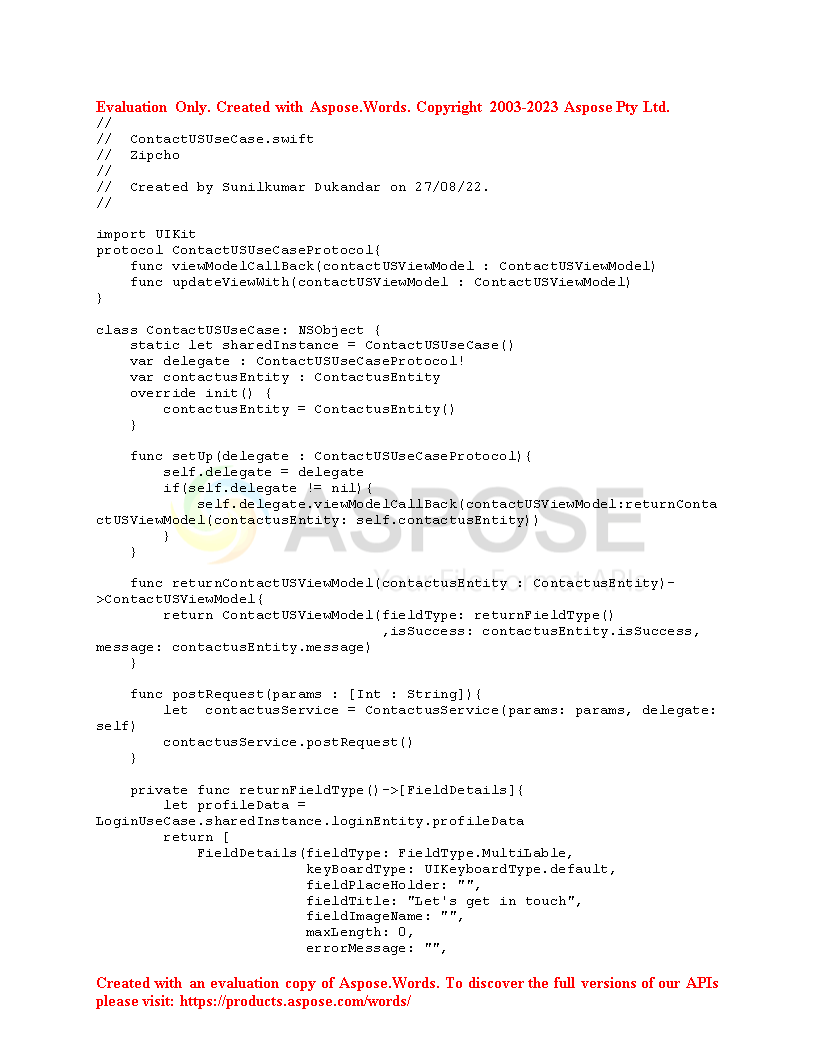 Evaluation Only. Created with Aspose.Words. Copyright 2003-2023 Aspose Pty Ltd.
//
//  ContactUSUseCase.swift
//  Zipcho
//
//  Created by Sunilkumar Dukandar on 27/08/22.
//

import UIKit
protocol ContactUSUseCaseProtocol{
    func viewModelCallBack(contactUSViewModel : ContactUSViewModel)
    func updateViewWith(contactUSViewModel : ContactUSViewModel)
}

class ContactUSUseCase: NSObject {
    static let sharedInstance = ContactUSUseCase()
    var delegate : ContactUSUseCaseProtocol!
    var contactusEntity : ContactusEntity
    override init() {
        contactusEntity = ContactusEntity()
    }

    func setUp(delegate : ContactUSUseCaseProtocol){
        self.delegate = delegate
        if(self.delegate != nil){
            self.delegate.viewModelCallBack(contactUSViewModel:returnConta
ctUSViewModel(contactusEntity: self.contactusEntity))
        }
    }
ASPOSE
Your File Format APIs

    func returnContactUSViewModel(contactusEntity : ContactusEntity)-
>ContactUSViewModel{
        return ContactUSViewModel(fieldType: returnFieldType()
                                  ,isSuccess: contactusEntity.isSuccess,
message: contactusEntity.message)
    }

    func postRequest(params : [Int : String]){
        let  contactusService = ContactusService(params: params, delegate:
self)
        contactusService.postRequest()
    }

    private func returnFieldType()->[FieldDetails]{
        let profileData =
LoginUseCase.sharedInstance.loginEntity.profileData
        return [
            FieldDetails(fieldType: FieldType.MultiLable,
                         keyBoardType: UIKeyboardType.default,
                         fieldPlaceHolder: "",
                         fieldTitle: "Let's get in touch",
                         fieldImageName: "",
                         maxLength: 0,
                         errorMessage: "",

Created with an evaluation copy of Aspose.Words. To discover the full versions of our APIs
please visit: https://products.aspose.com/words/